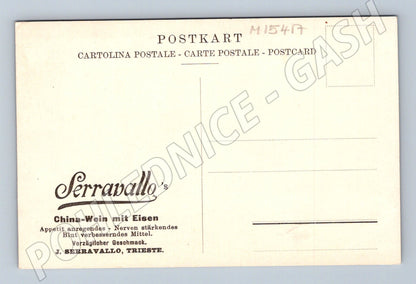 POSTKART
M15417
CARTOLINA POSTALE - CARTE POSTALE - POSTCARD
POHLEDNICE - GASH
Serravallo's
China-Wein mit Eisen
Appetit anregendes - Nerven stärkendes
Blut verbesserndes Mittel.
Vorzüglicher Geschmack.
J. SERRAVALLO, TRIESTE.